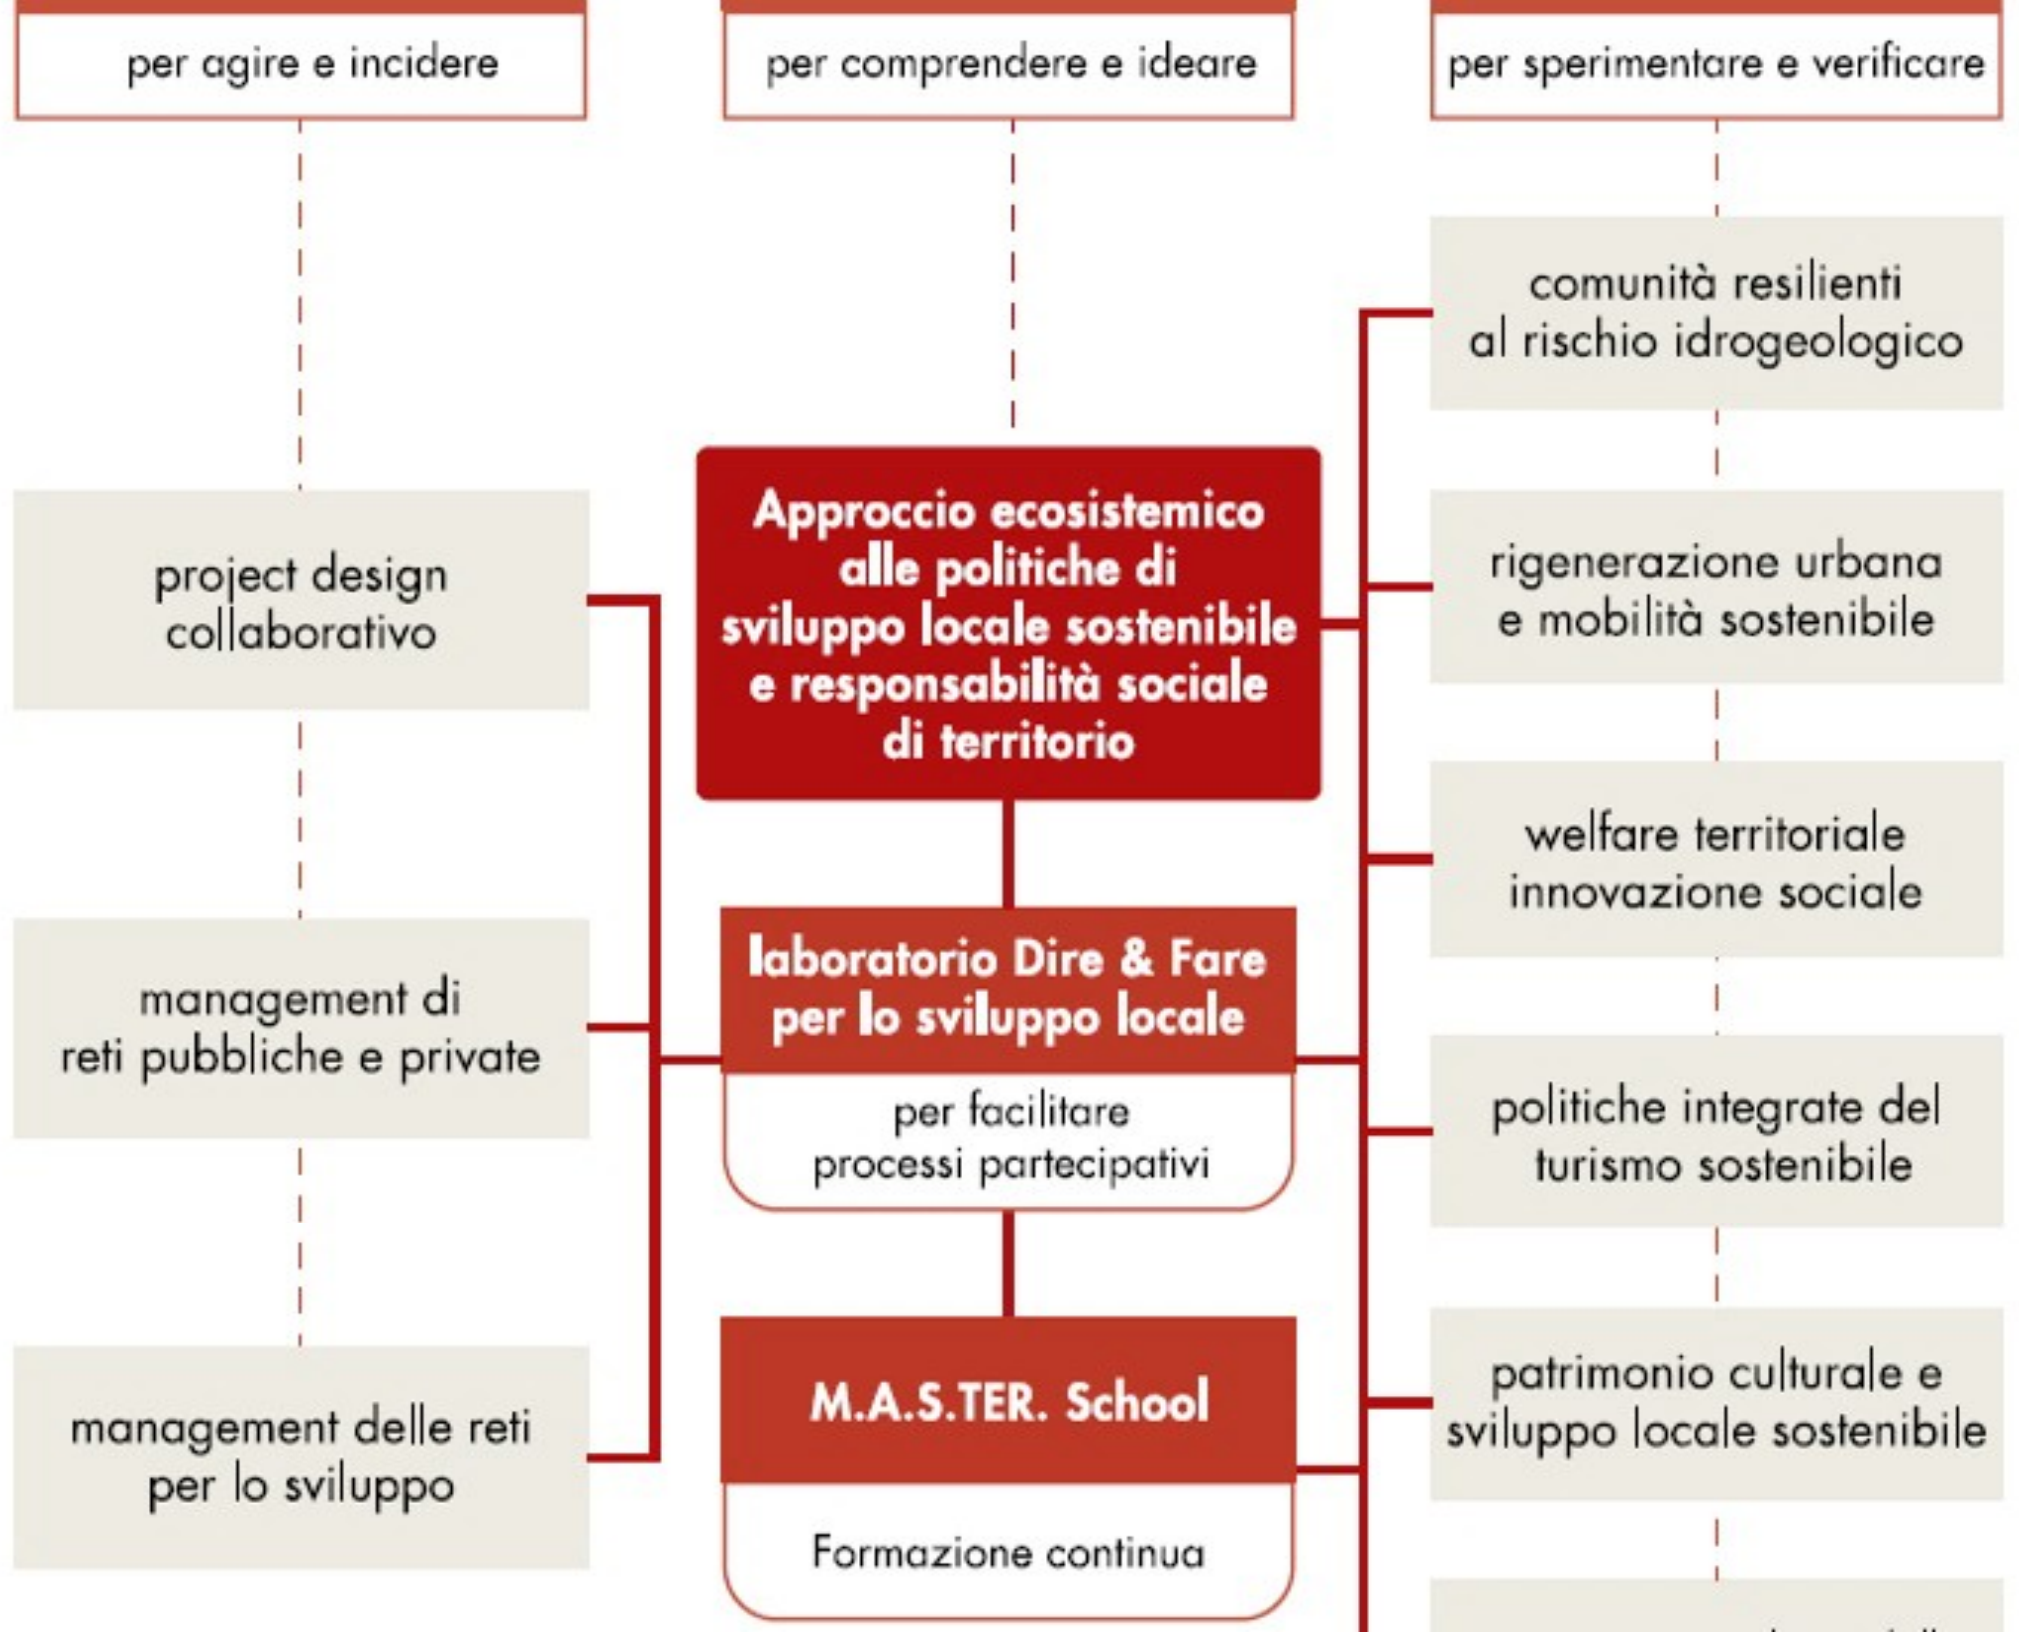 per agire e incidere
per comprendere e ideare
per sperimentare e verificare
comunità resilienti
al rischio idrogeologico
Approccio ecosistemico
alle politiche di
sviluppo locale sostenibile
e responsabilità sociale
di territorio
project design
collaborativo
rigenerazione urbana
e mobilità sostenibile
welfare territoriale
innovazione sociale
laboratorio Dire & Fare
per lo sviluppo locale
per facilitare
processi partecipativi
management di
reti pubbliche e private
politiche integrate del
turismo sostenibile
M.A.S.TER. School
Formazione continua
management delle reti
per lo sviluppo
patrimonio culturale e
sviluppo locale sostenibile